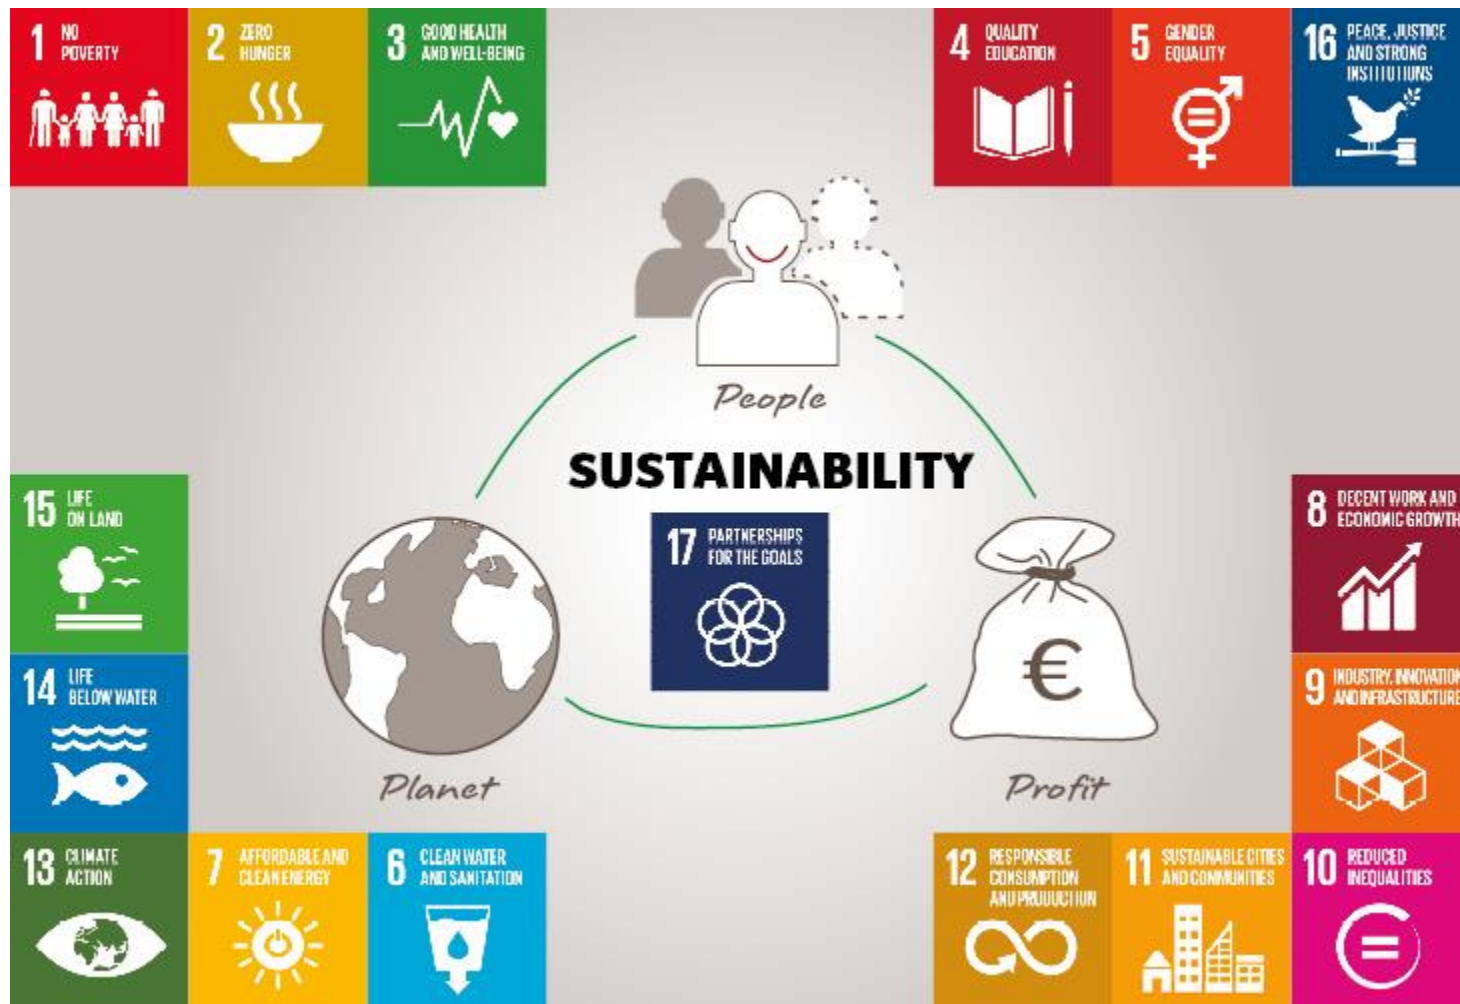 1 NO
POVERTY
2 ZERO
HUNGER
3 GOOD HEALTH
AND WELL-BEING
4 QUALITY
EDUCATION
5 GENDER
EQUALITY
16 PEACE, JUSTICE
AND STRONG
INSTITUTIONS
People
SUSTAINABILITY
17 PARTNERSHIPS
FOR THE GOALS
15 LIFE
ON LAND
14 LIFE
BELOW WATER
Planet
€
Profit
8 DECENT WORK AND
ECONOMIC GROWTH
9 INDUSTRY, INNOVATION
AND INFRASTRUCTURE
13 CLIMATE
ACTION
7 AFFORDABLE AND
CLEAN ENERGY
6 CLEAN WATER
AND SANITATION
12 RESPONSIBLE
CONSUMPTION
AND PRODUCTION
11 SUSTAINABLE CITIES
AND COMMUNITIES
10 REDUCED
INEQUALITIES